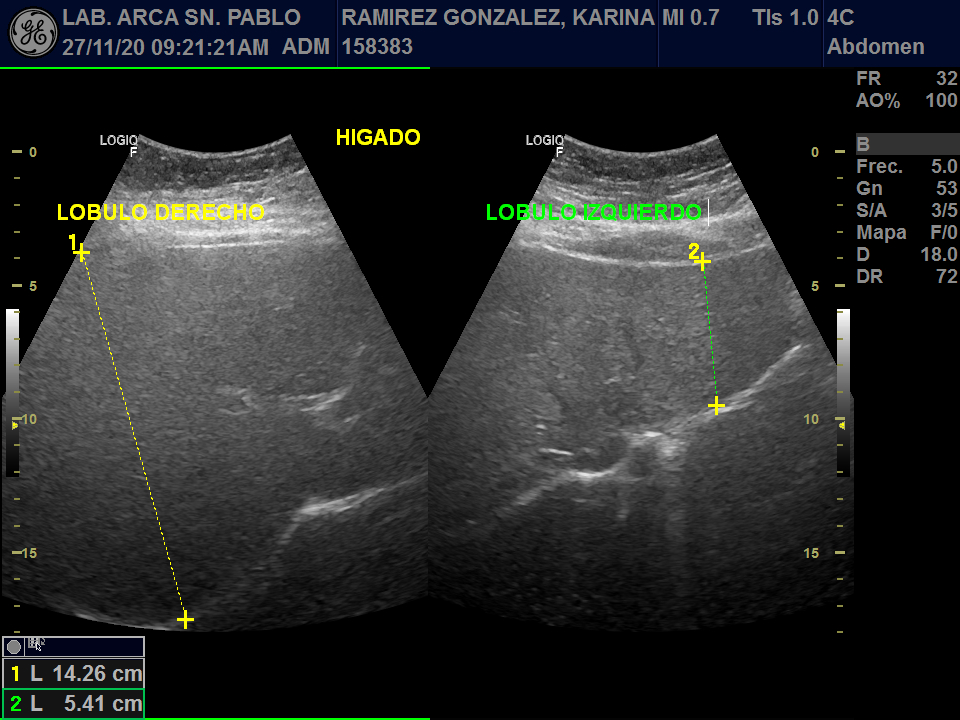 LAB. ARCA SN. PABLO
27/11/20 09:21:21AM ADM
RAMIREZ GONZALEZ, KARINA
158383
MI 0.7 TIs 1.0
4C
Abdomen
FR 32
AO% 100
B
Frec. 5.0
Gn 53
S/A 3/5
Mapa F/0
D 18.0
DR 72
LOGIQ
F
HIGADO
LOBULO DERECHO
1
0
5
10
15
LOGIQ
F
LOBULO IZQUIERDO
2
0
5
10
15
1 L 14.26 cm
2 L 5.41 cm